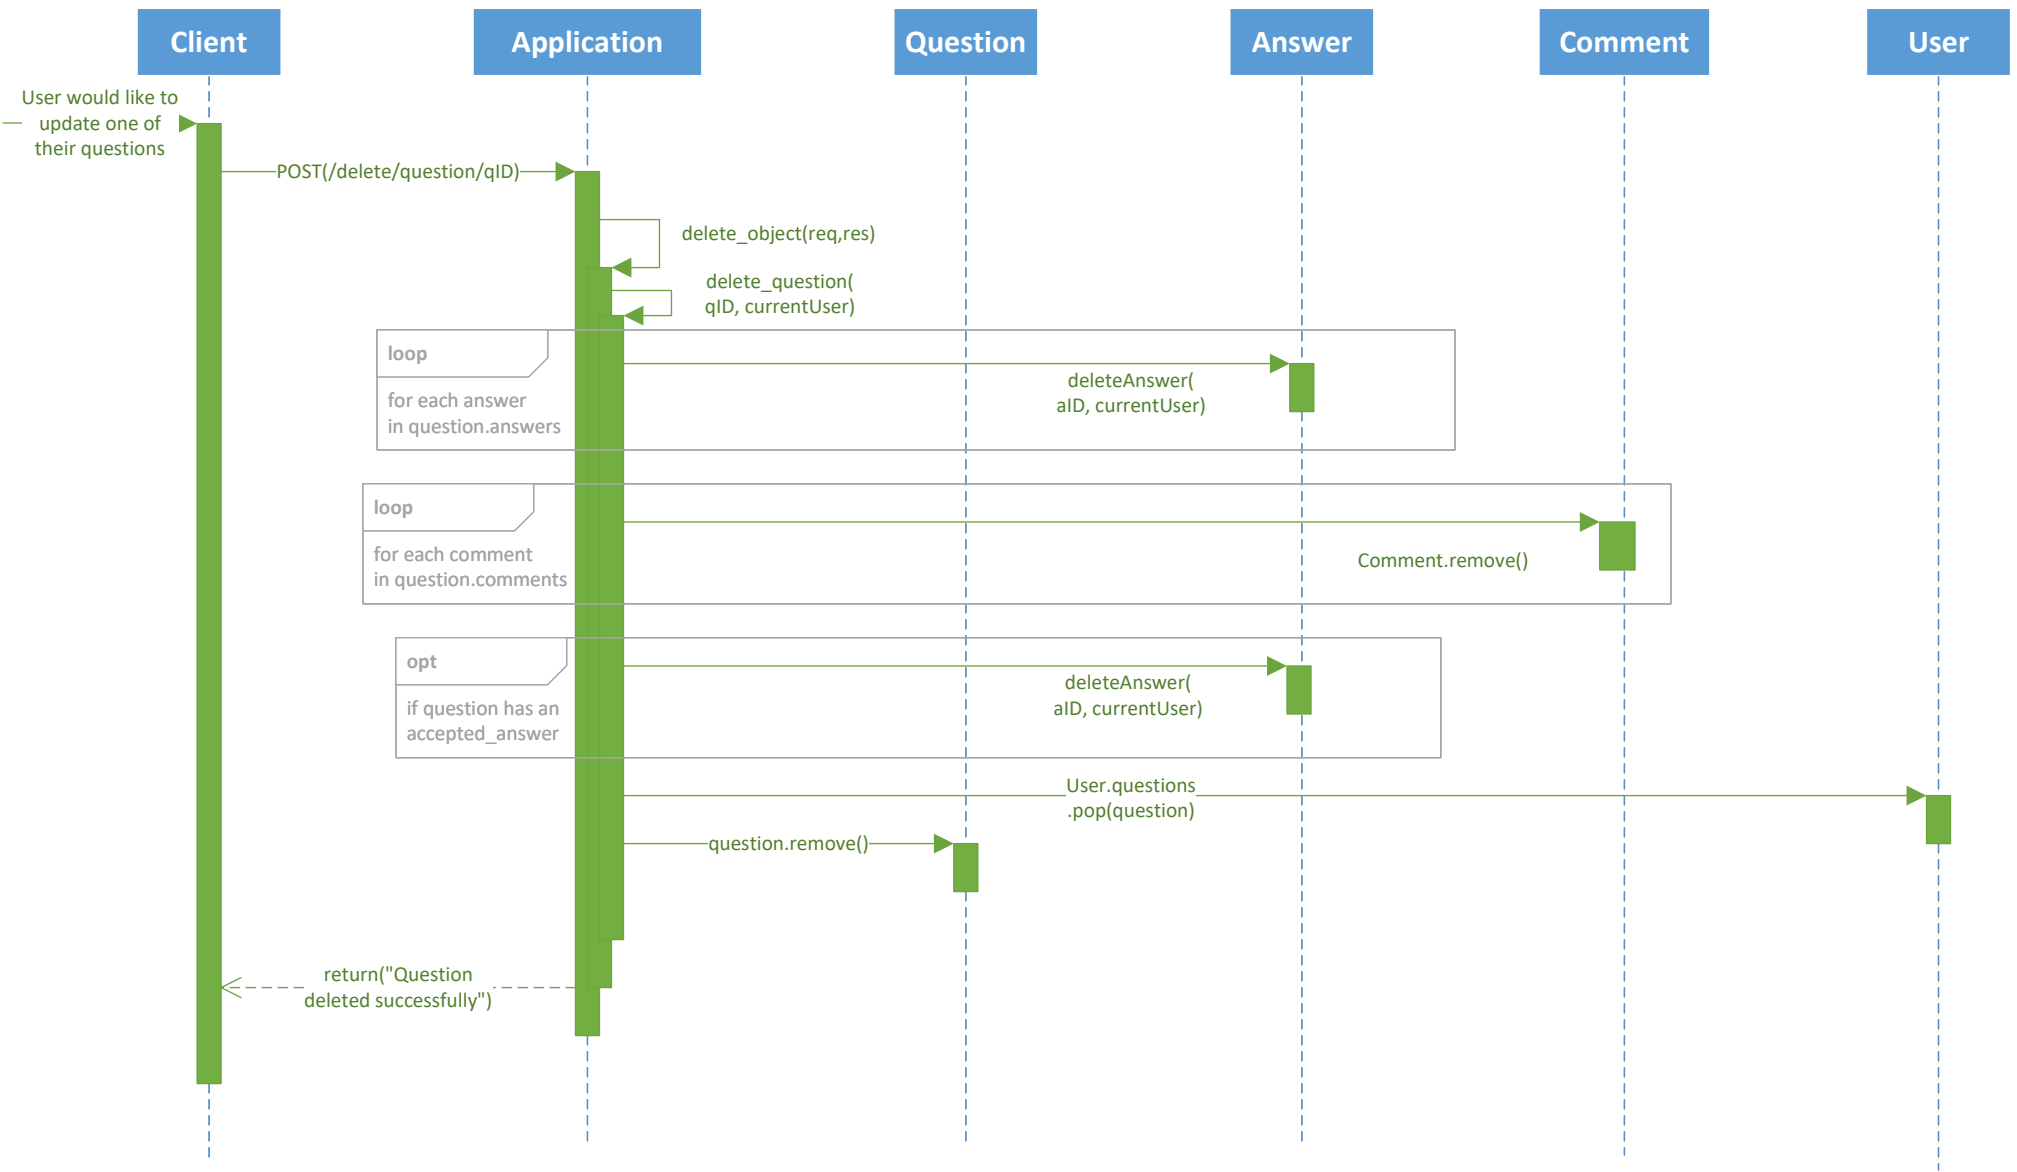 Client
Application
Question
Answer
Comment
User
User would like to
update one of
their questions
POST(/delete/question/qID)
delete_object(req,res)
delete_question(
qID, currentUser)
loop
for each answer
in question.answers
deleteAnswer(
aID, currentUser)
loop
for each comment
in question.comments
Comment.remove()
opt
if question has an
accepted_answer
deleteAnswer(
aID, currentUser)
User.questions
.pop(question)
question.remove()
return("Question
deleted successfully")